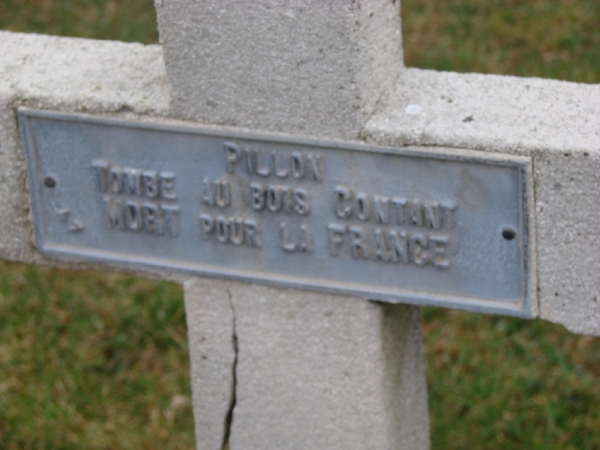 PILLON
TOMBE AU BOIS CONTANT
MORT POUR LA FRANCE